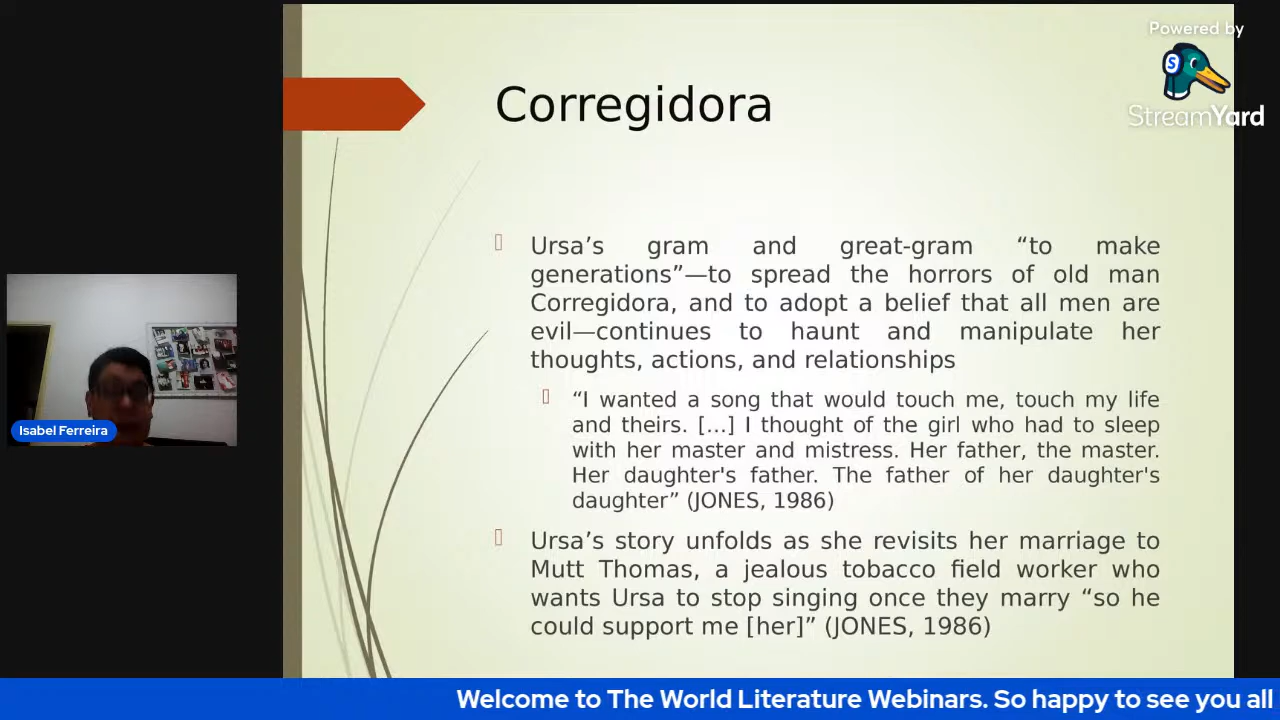 Powered by
StreamYard
Corregidora
Ursa’s gram and great-gram “to make
generations”—to spread the horrors of old man
Corregidora, and to adopt a belief that all men are
evil—continues to haunt and manipulate her
thoughts, actions, and relationships
“I wanted a song that would touch me, touch my life
and theirs. […] I thought of the girl who had to sleep
with her master and mistress. Her father, the master.
Her daughter's father. The father of her daughter's
daughter” (JONES, 1986)
Ursa’s story unfolds as she revisits her marriage to
Mutt Thomas, a jealous tobacco field worker who
wants Ursa to stop singing once they marry “so he
could support me [her]” (JONES, 1986)
Isabel Ferreira
Welcome to The World Literature Webinars. So happy to see you all